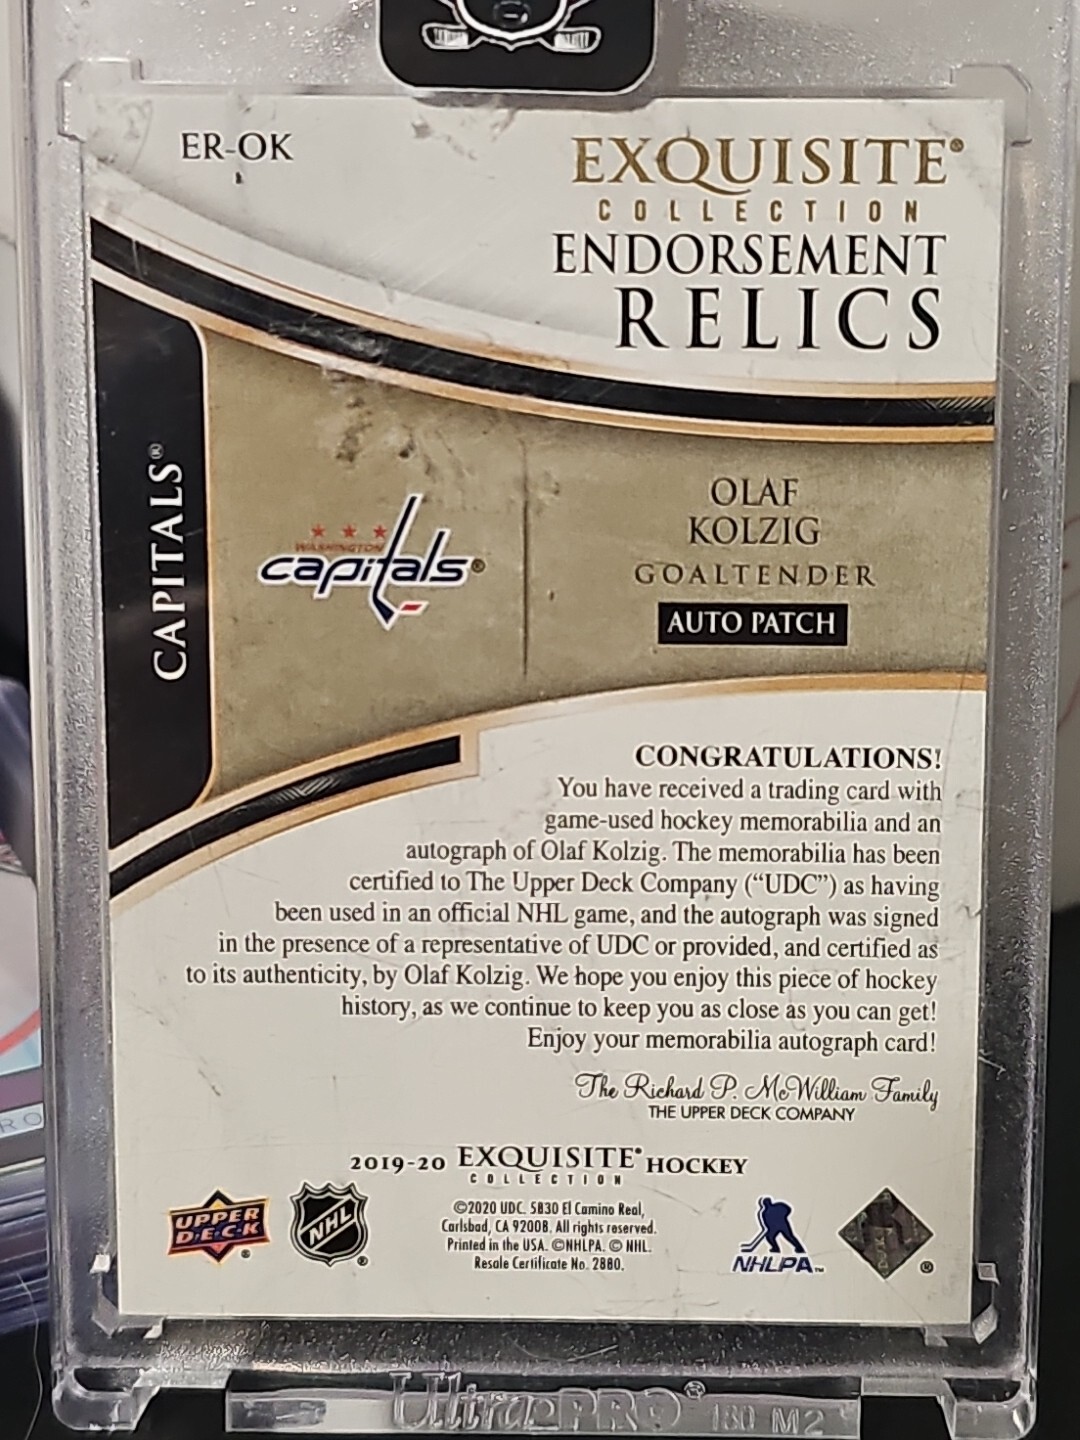 ER-OK
EXQUISITE®
COLLECTION
ENDORSEMENT
RELICS
CAPITALS®
WASHINGTON
capitals®
OLAF
KOLZIG
GOALTENDER
AUTO PATCH
CONGRATULATIONS!
You have received a trading card with
game-used hockey memorabilia and an
autograph of Olaf Kolzig. The memorabilia has been
certified to The Upper Deck Company (“UDC”) as having
been used in an official NHL game, and the autograph was signed
in the presence of a representative of UDC or provided, and certified as
to its authenticity, by Olaf Kolzig. We hope you enjoy this piece of hockey
history, as we continue to keep you as close as you can get!
Enjoy your memorabilia autograph card!
The Richard P. McWilliam Family
THE UPPER DECK COMPANY
2019-20 EXQUISITE® HOCKEY
COLLECTION
UPPER
DECK®
NHL®
©2020 UDC. 5830 El Camino Real,
Carlsbad, CA 92008. All rights reserved.
Printed in the USA. ©NHLPA. © NHL.
Resale Certificate No. 2880.
NHLPA™
®
Ultra PRO® 180 M2